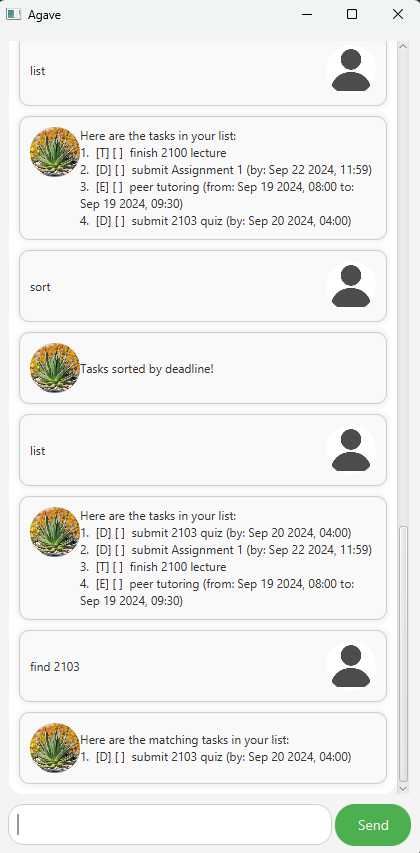 Agave
list
Here are the tasks in your list:
1. [T] [ ] finish 2100 lecture
2. [D] [ ] submit Assignment 1 (by: Sep 22 2024, 11:59)
3. [E] [ ] peer tutoring (from: Sep 19 2024, 08:00 to:
Sep 19 2024, 09:30)
4. [D] [ ] submit 2103 quiz (by: Sep 20 2024, 04:00)
sort
Tasks sorted by deadline!
list
Here are the tasks in your list:
1. [D] [ ] submit 2103 quiz (by: Sep 20 2024, 04:00)
2. [D] [ ] submit Assignment 1 (by: Sep 22 2024, 11:59)
3. [T] [ ] finish 2100 lecture
4. [E] [ ] peer tutoring (from: Sep 19 2024, 08:00 to:
Sep 19 2024, 09:30)
find 2103
Here are the matching tasks in your list:
1. [D] [ ] submit 2103 quiz (by: Sep 20 2024, 04:00)
Send